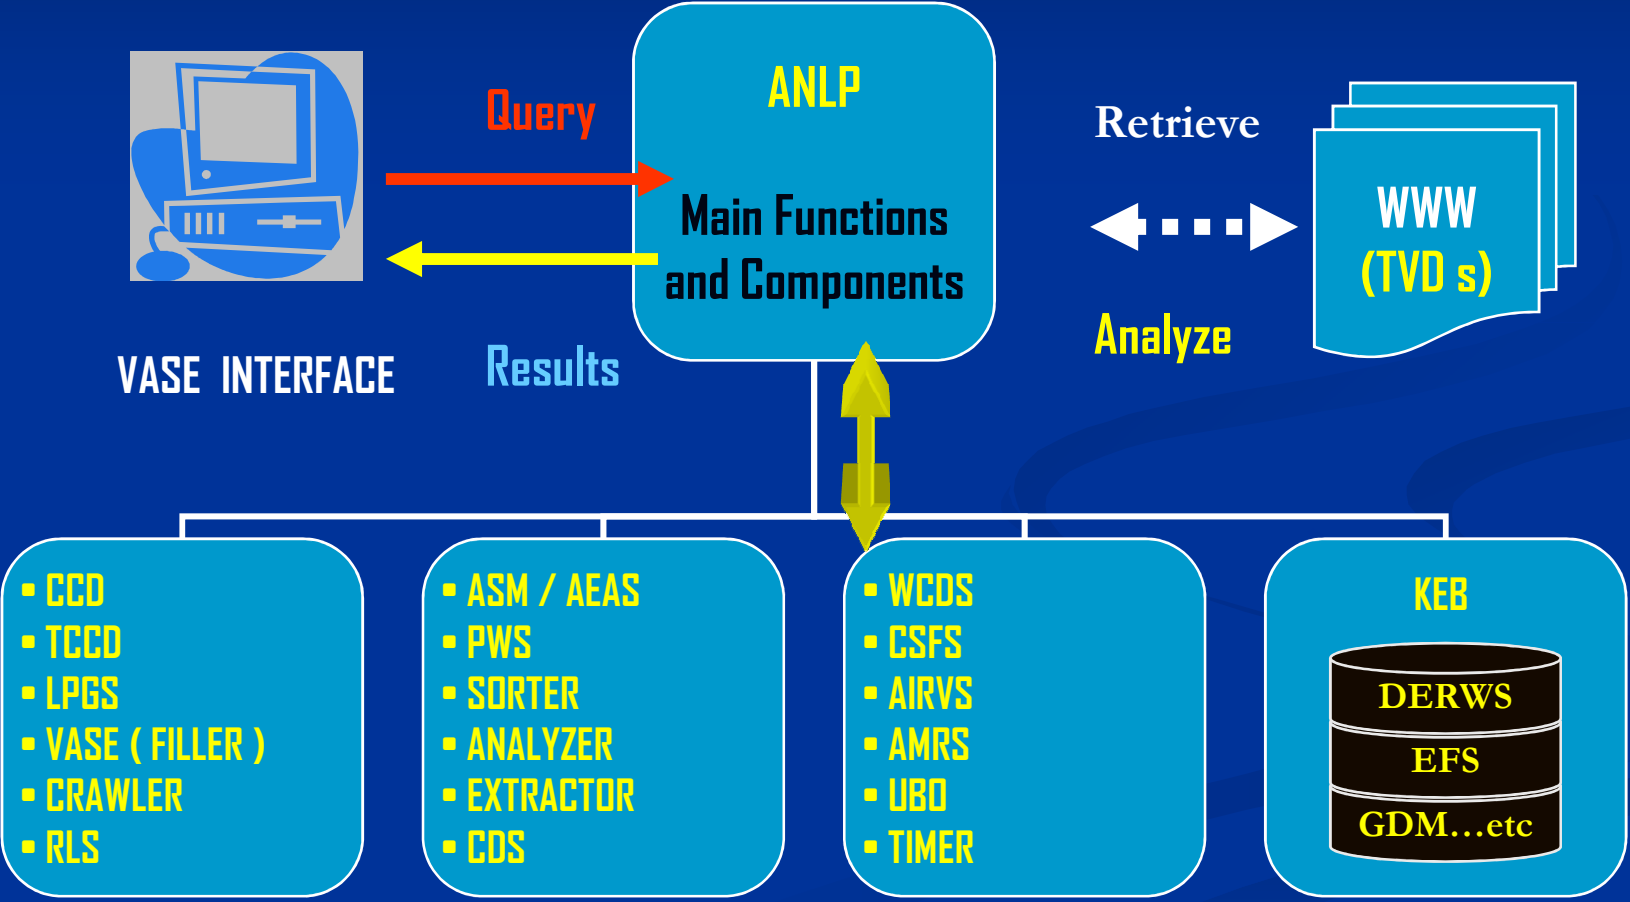 ANLP
Main Functions
and Components
Query
Results
VASE INTERFACE
Retrieve
Analyze
WWW
(TVD s)
▪ CCD
▪ TCCD
▪ LPGS
▪ VASE ( FILLER )
▪ CRAWLER
▪ RLS
▪ ASM / AEAS
▪ PWS
▪ SORTER
▪ ANALYZER
▪ EXTRACTOR
▪ CDS
▪ WCDS
▪ CSFS
▪ AIRVS
▪ AMRS
▪ UBO
▪ TIMER
KEB
DERWS
EFS
GDM...etc